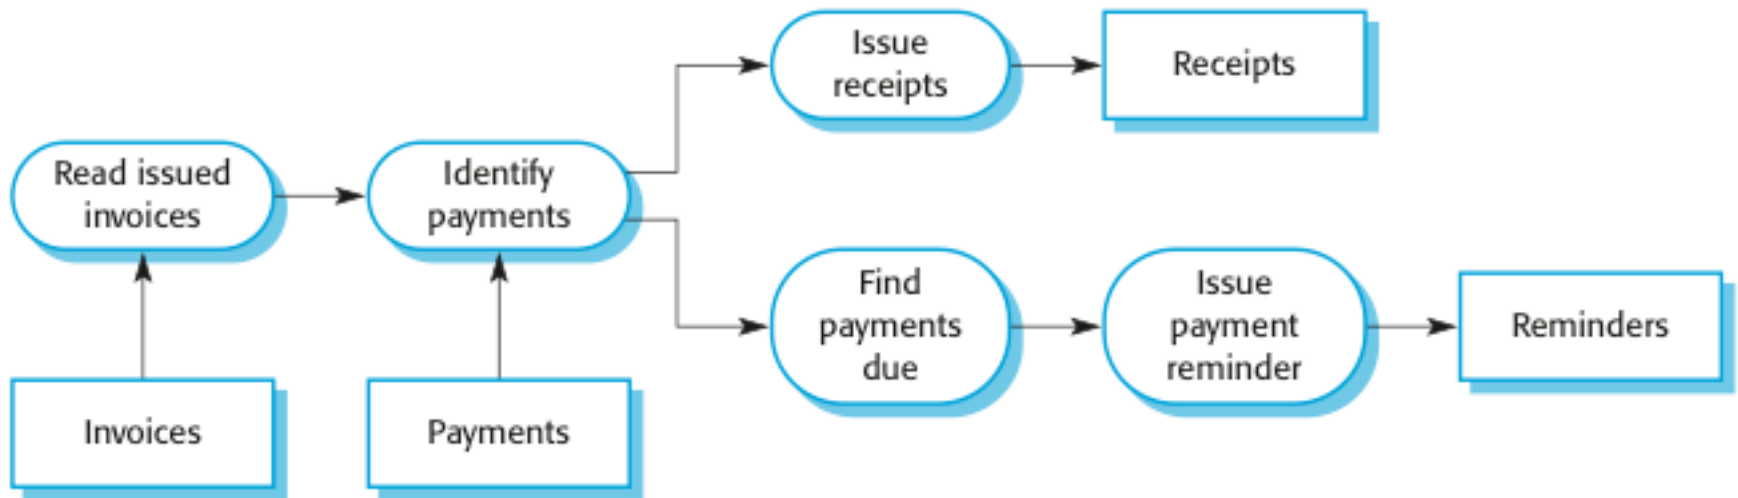 Issue
receipts
Receipts
Read issued
invoices
Identify
payments
Find
payments
due
Issue
payment
reminder
Reminders
Invoices
Payments